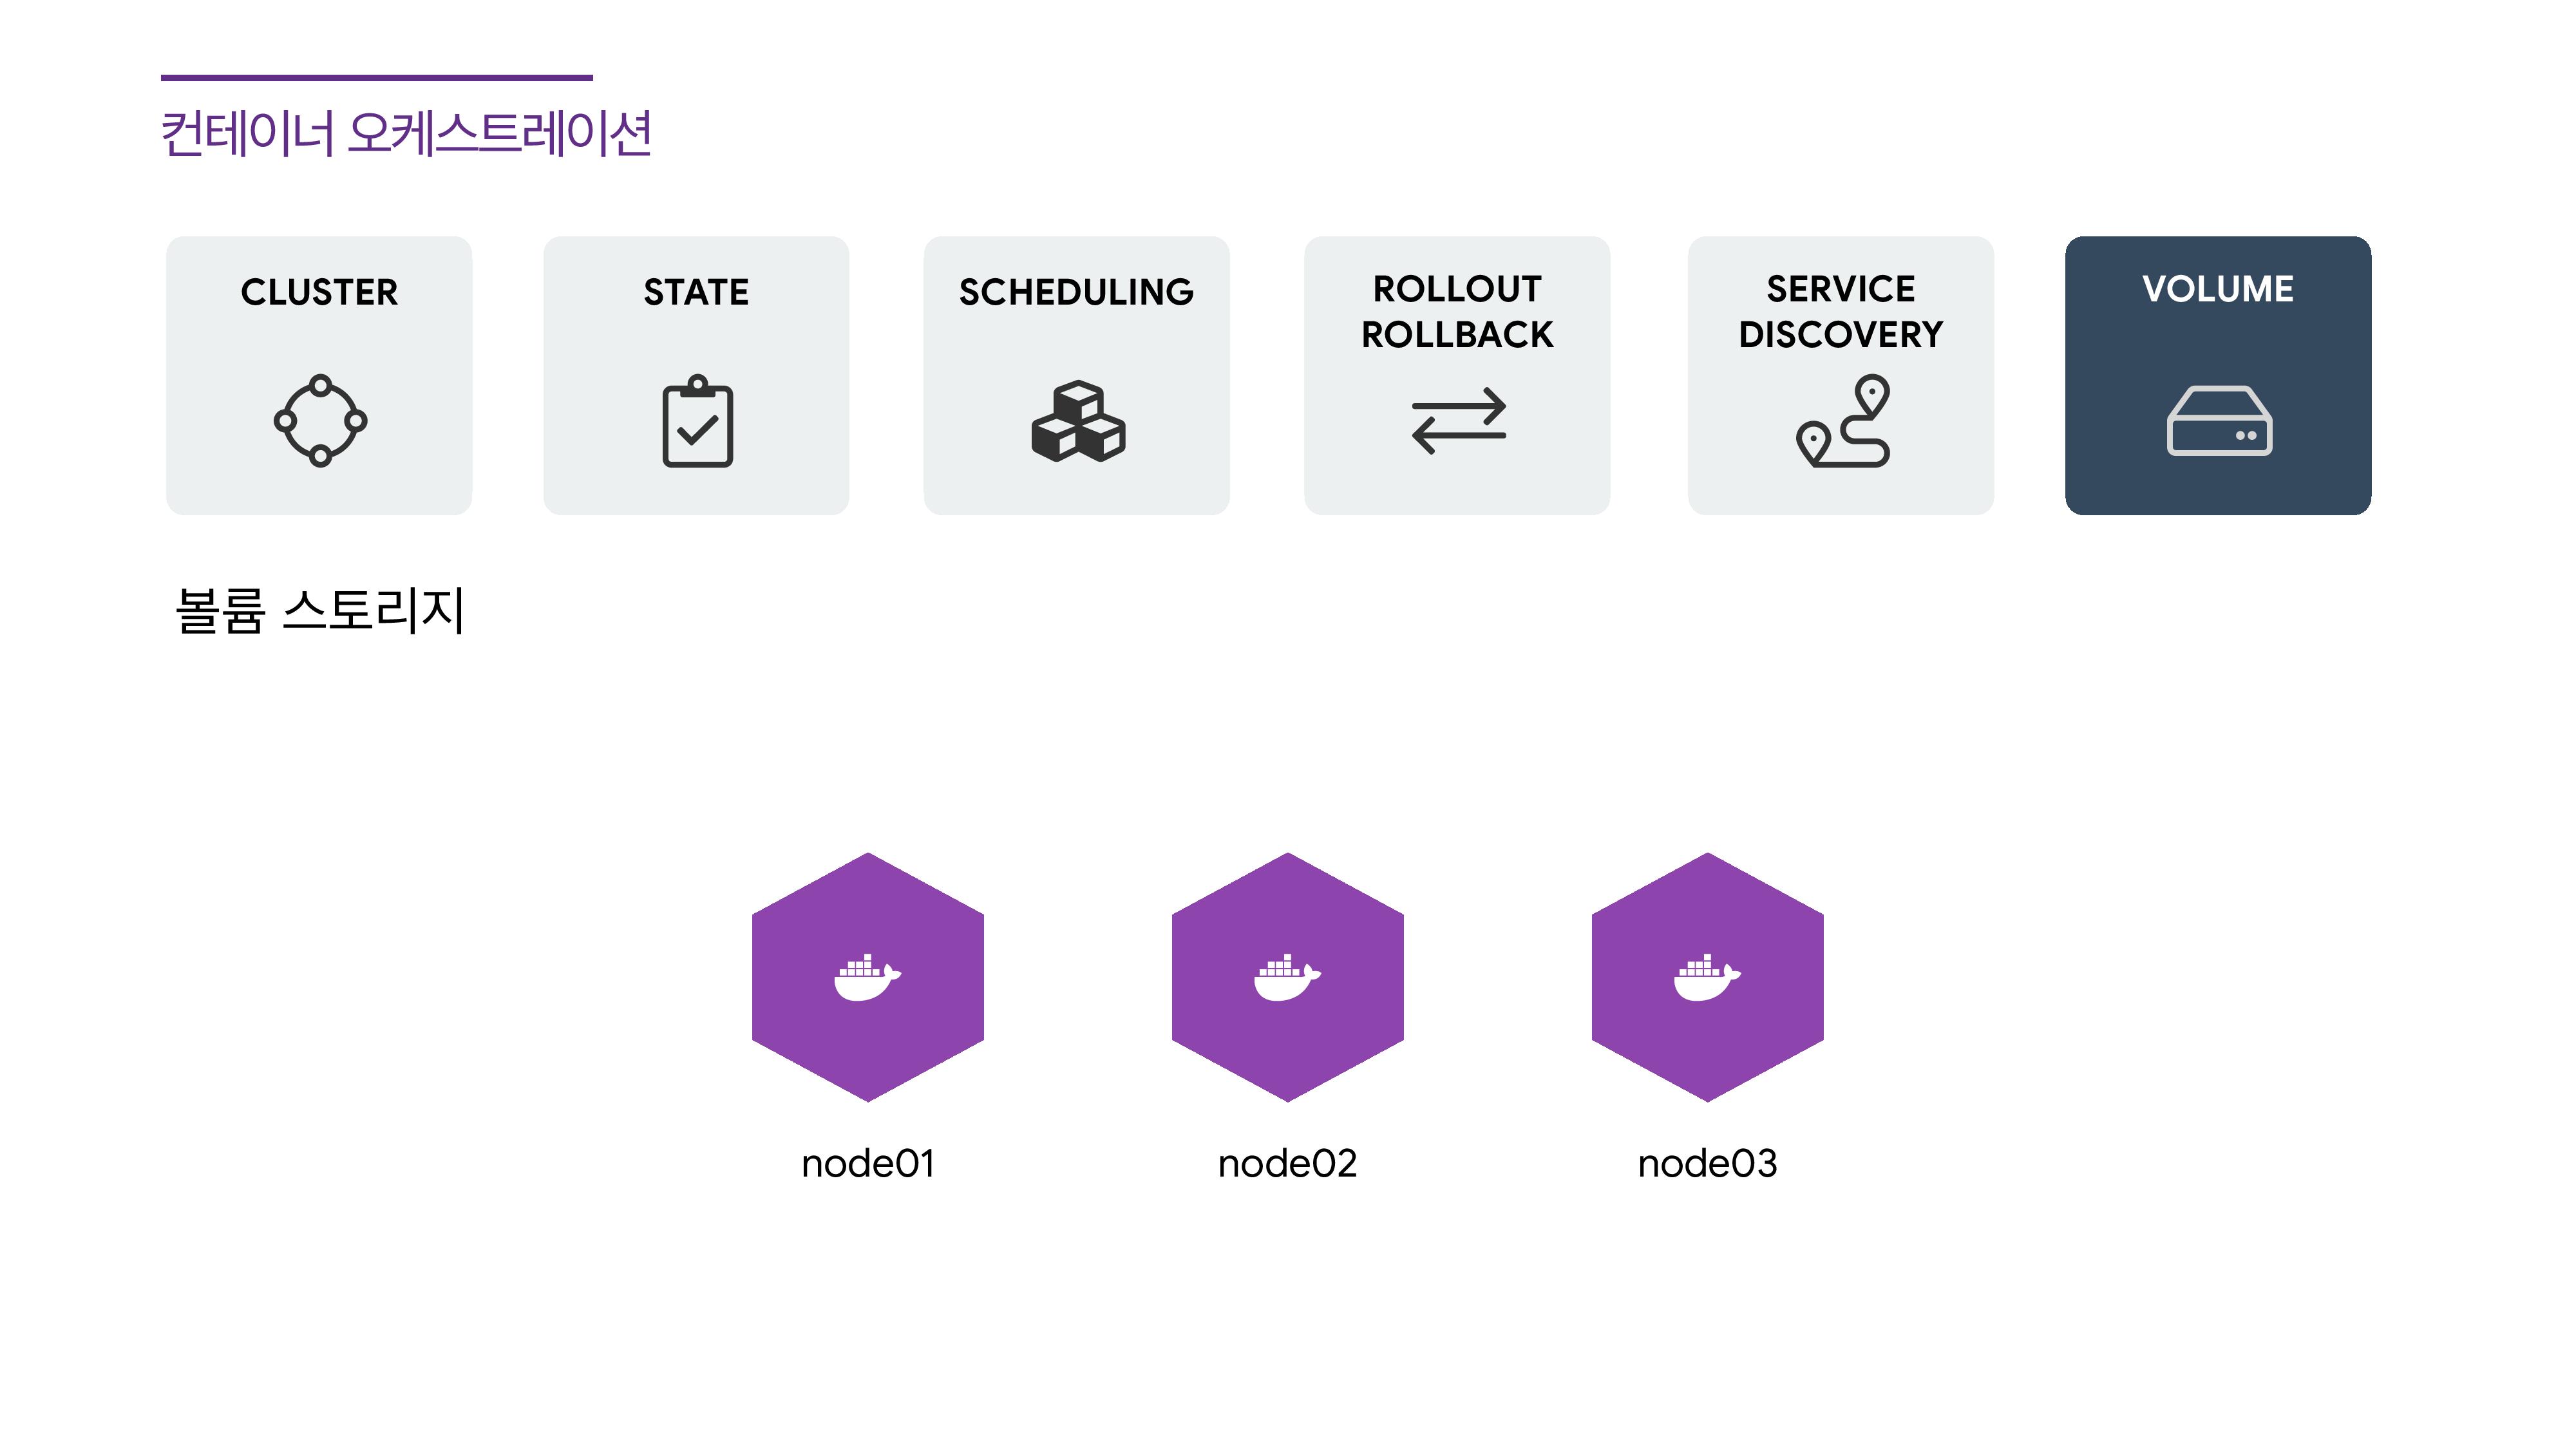 컨테이너 오케스트레이션
CLUSTER
STATE
SCHEDULING
ROLLOUT
ROLLBACK
SERVICE
DISCOVERY
VOLUME
볼륨 스토리지
node01
node02
node03